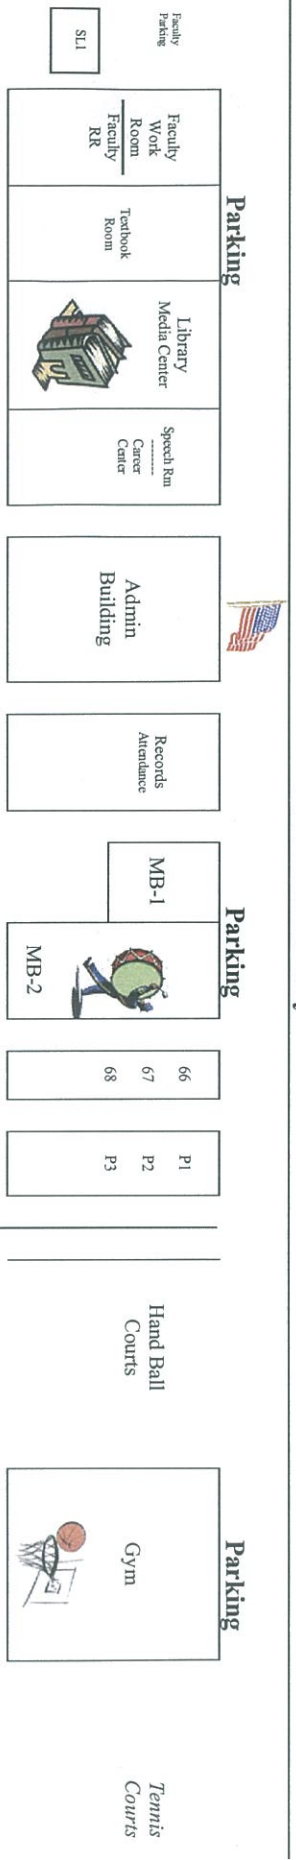 Faculty
Parking
SL1
Faculty
Work
Room
Faculty
RR
Textbook
Room
Parking
Library
Media Center
Speech Rm
--------
Career
Center
Admin
Building
Records
Attendance
MB-1
MB-2
Parking
66
67
68
P1
P2
P3
Hand Ball
Courts
Gym
Parking
Tennis
Courts